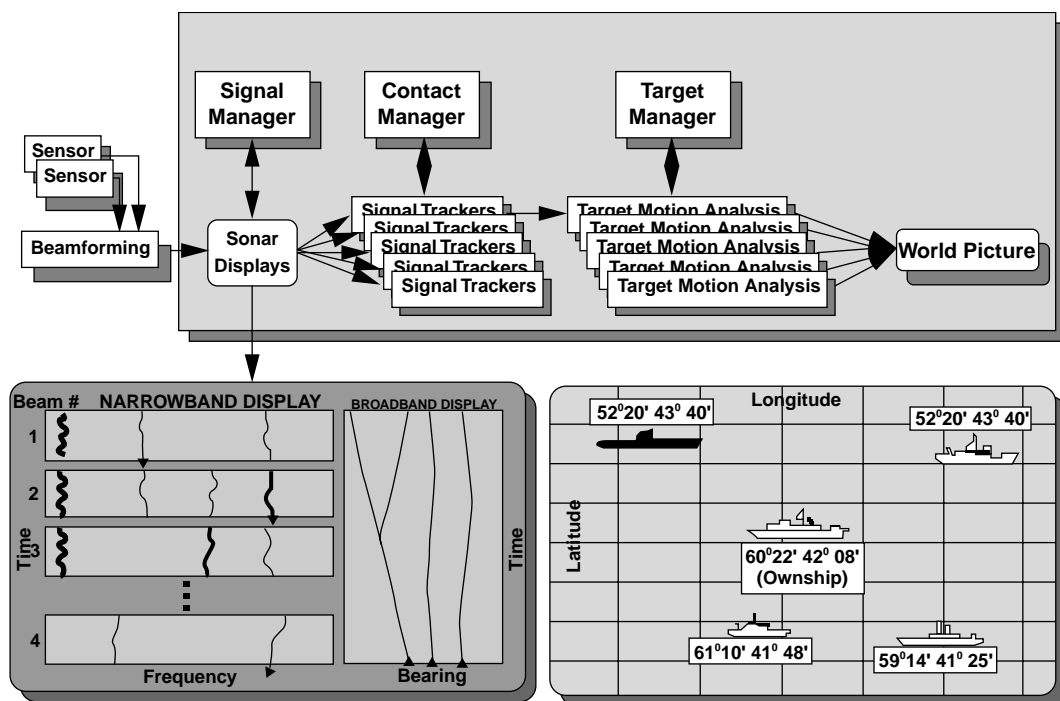 Signal
Manager
Contact
Manager
Target
Manager
Sensor
Sensor
Beamforming
Sonar
Displays
Signal Trackers
Signal Trackers
Signal Trackers
Signal Trackers
Signal Trackers
Target Motion Analysis
Target Motion Analysis
Target Motion Analysis
Target Motion Analysis
Target Motion Analysis
World Picture
Beam #
NARROWBAND DISPLAY
BROADBAND DISPLAY
1
2
3
4
Time
Time
Frequency
Bearing
Longitude
Latitude
52⁰20' 43⁰ 40'
52⁰20' 43⁰ 40'
60⁰22' 42⁰ 08'
(Ownship)
61⁰10' 41⁰ 48'
59⁰14' 41⁰ 25'